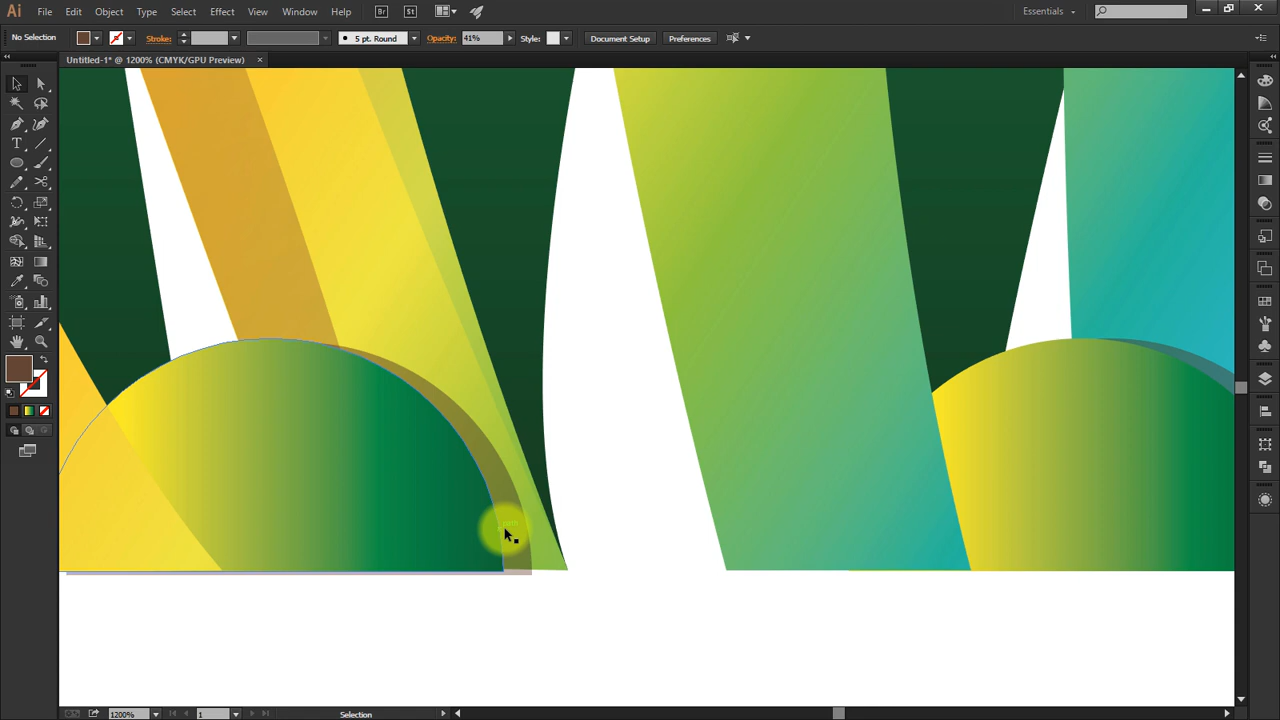 Ai File Edit Object Type Select Effect View Window Help Br St Essentials
No Selection Stroke: 5 pt. Round Opacity: 41% Style: Document Setup Preferences
Untitled-1* @ 1200% (CMYK/GPU Preview) ×
path
1200% 1 Selection